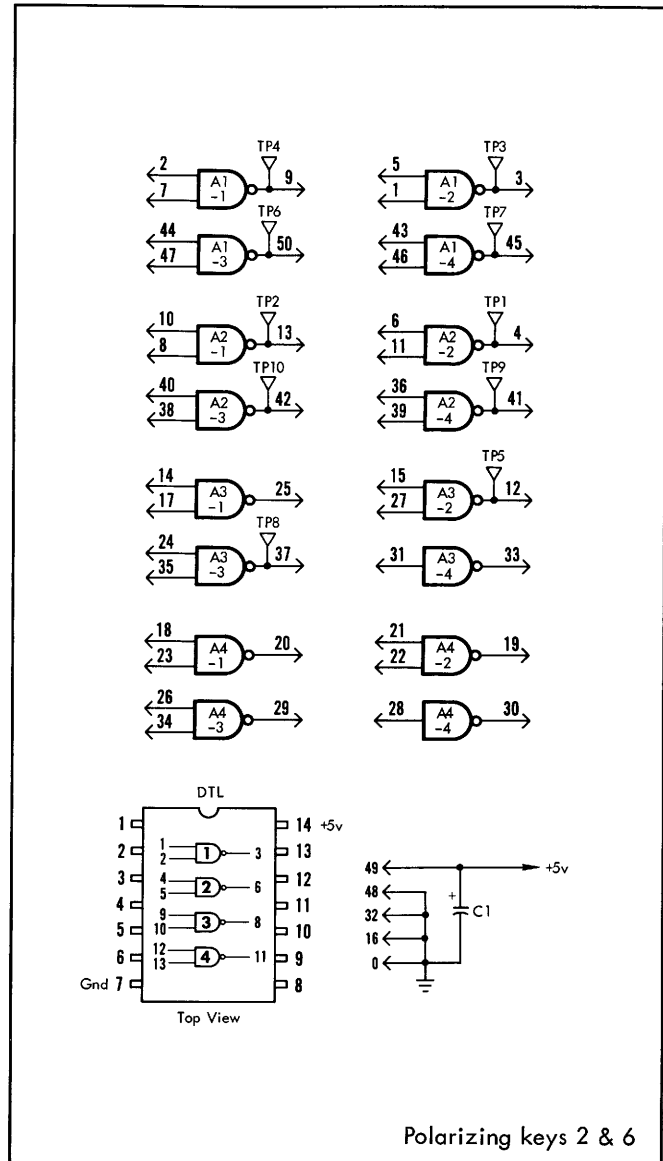 TP4 TP3
2 A1 -1 9 5 A1 -2 3
7 1
TP6 TP7
44 A1 -3 50 43 A1 -4 45
47 46
TP2 TP1
10 A2 -1 13 6 A2 -2 4
8 11
TP10 TP9
40 A2 -3 42 36 A2 -4 41
38 39
TP5
14 A3 -1 25 15 A3 -2 12
17 27
TP8
24 A3 -3 37 31 A3 -4 33
35
18 A4 -1 20 21 A4 -2 19
23 22
26 A4 -3 29 28 A4 -4 30
34
DTL
1 14 +5v
2 1 2 1 3 13
3 4 5 2 6 12
4 11
5 9 10 3 8 10
6 12 13 4 11 9
Gnd 7 8
Top View
49 +5v
48
32 + C1
16
0
Polarizing keys 2 & 6